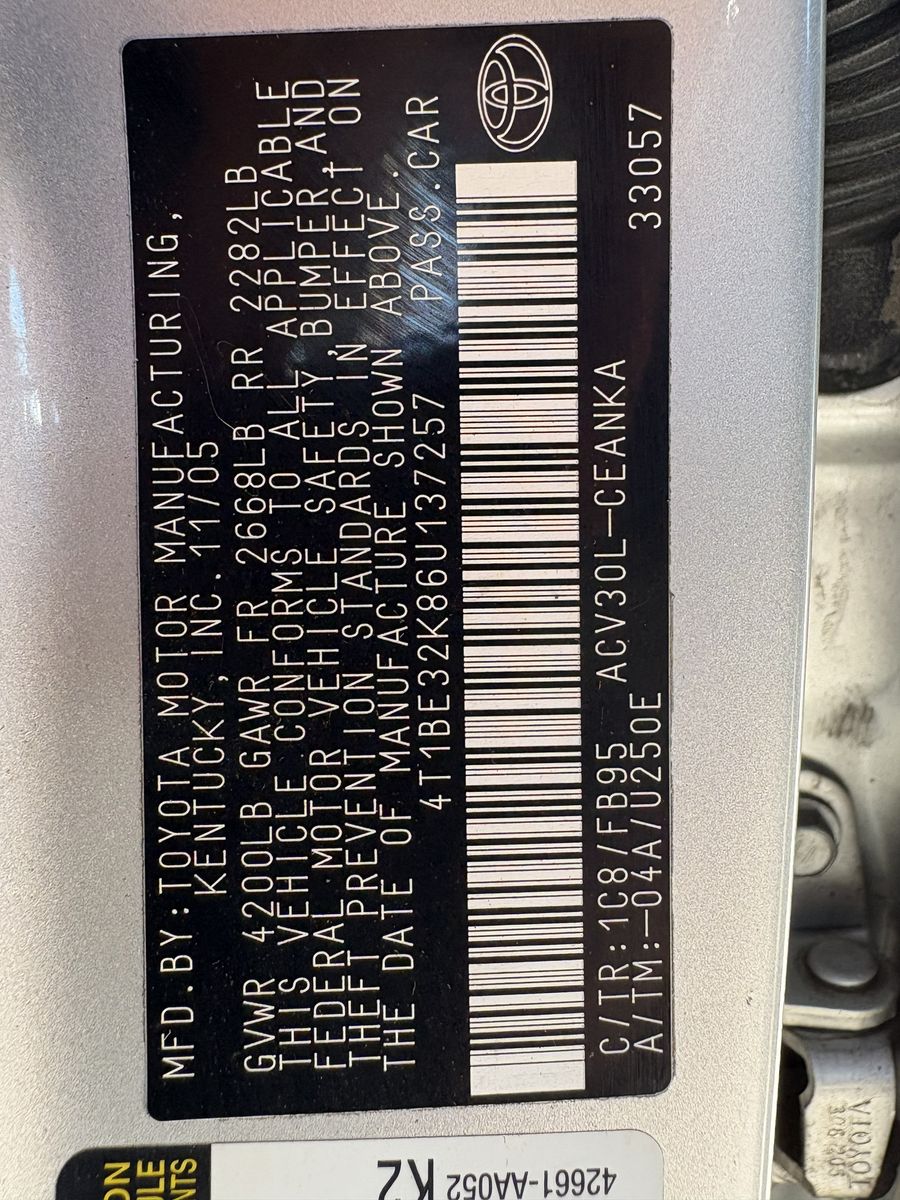 MFD.BY:TOYOTA MOTOR MANUFACTURING,
KENTUCKY, INC. 11/05
GVWR 4200LB GAWR FR 2668LB RR 2282LB
THIS VEHICLE CONFORMS TO ALL APPLICABLE
FEDERAL MOTOR VEHICLE SAFETY, BUMPER, AND
THEFT PREVENTION STANDARDS IN EFFECT ON
THE DATE OF MANUFACTURE SHOWN ABOVE.
4T1BE32K86U137257 PASS.CAR
C/TR:1C8/FB95 ACV30L-CEANKA 33057
A/TM:-04A/U250E
42661-AA052
K2
TOYOTA